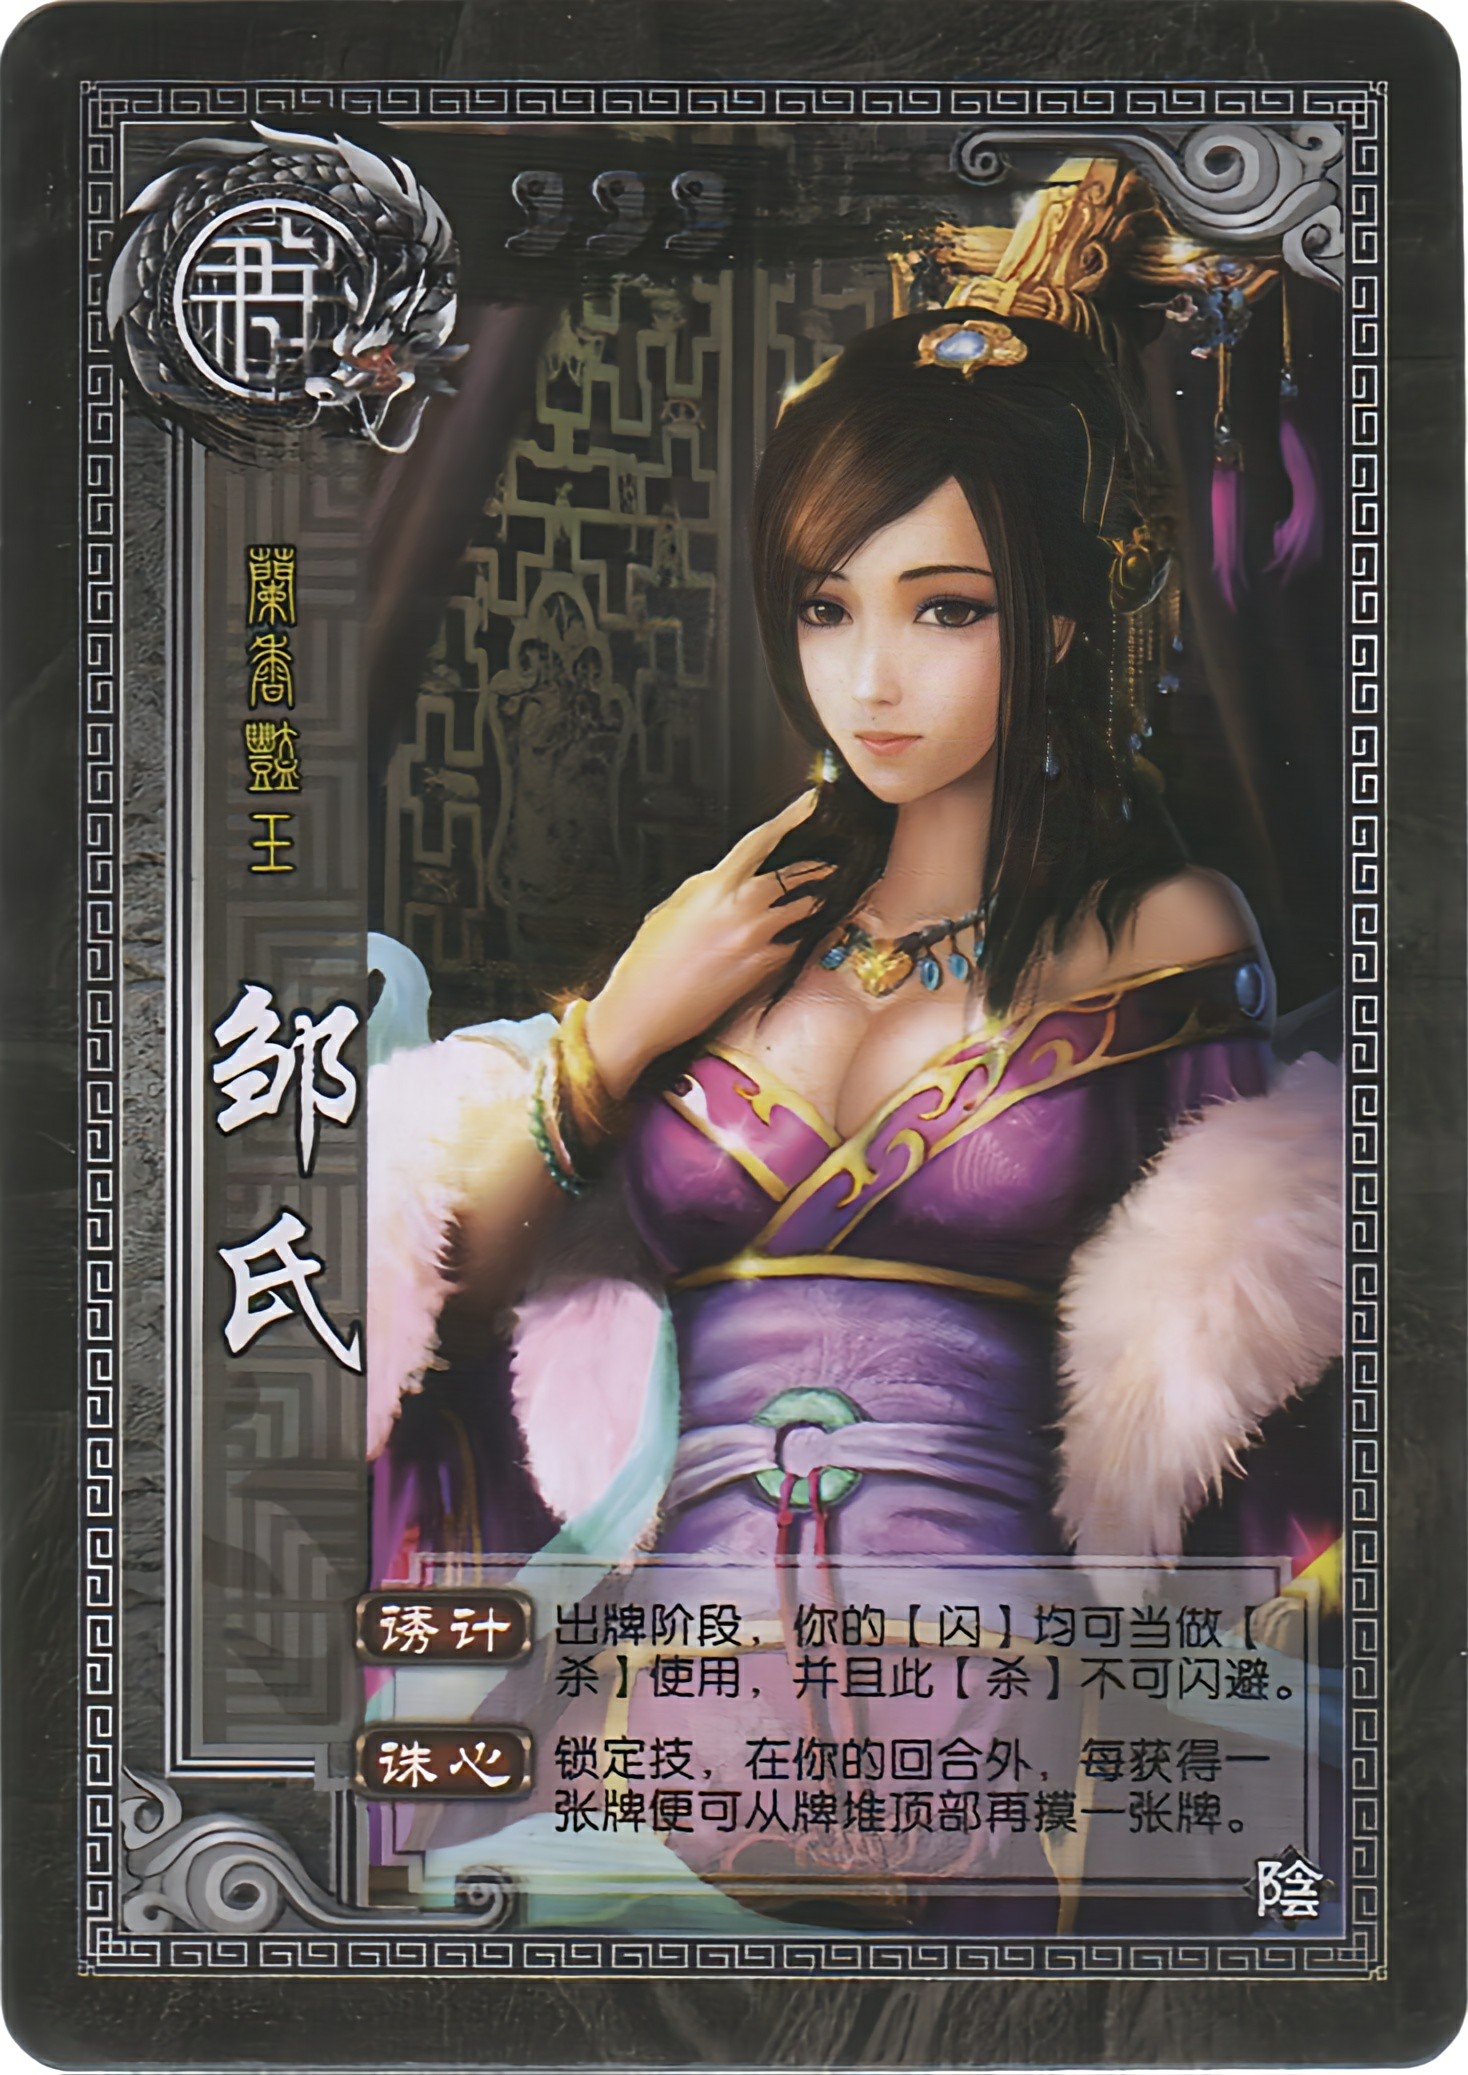 群
蘭香豔王
邹氏
诱计
出牌阶段，你的【闪】均可当做【
杀】使用，并且此【杀】不可闪避。
诛心
锁定技，在你的回合外，每获得一
张牌便可从牌堆顶部再摸一张牌。
陰